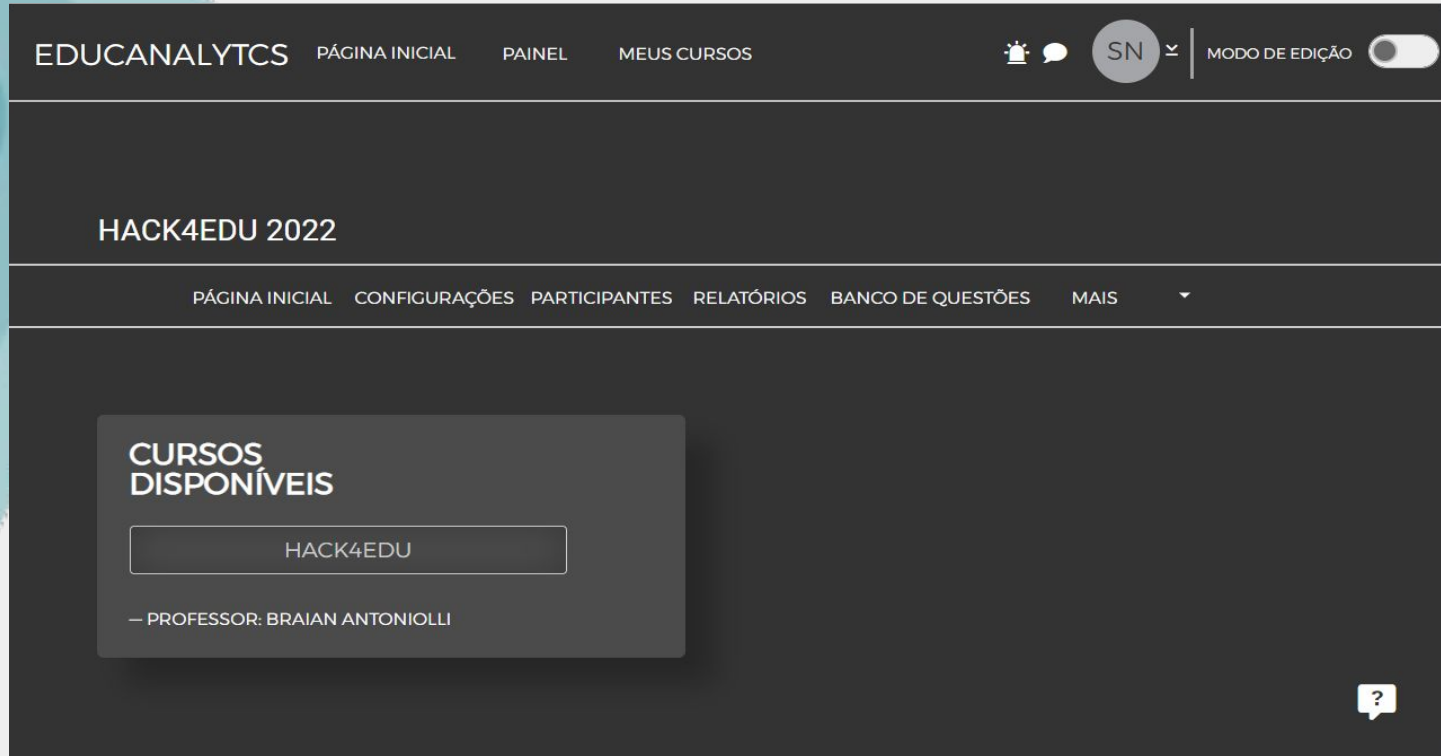 EDUCANALYTCS PÁGINA INICIAL PAINEL MEUS CURSOS SN MODO DE EDIÇÃO
HACK4EDU 2022
PÁGINA INICIAL CONFIGURAÇÕES PARTICIPANTES RELATÓRIOS BANCO DE QUESTÕES MAIS
CURSOS
DISPONÍVEIS
HACK4EDU
— PROFESSOR: BRAIAN ANTONIOLLI
?